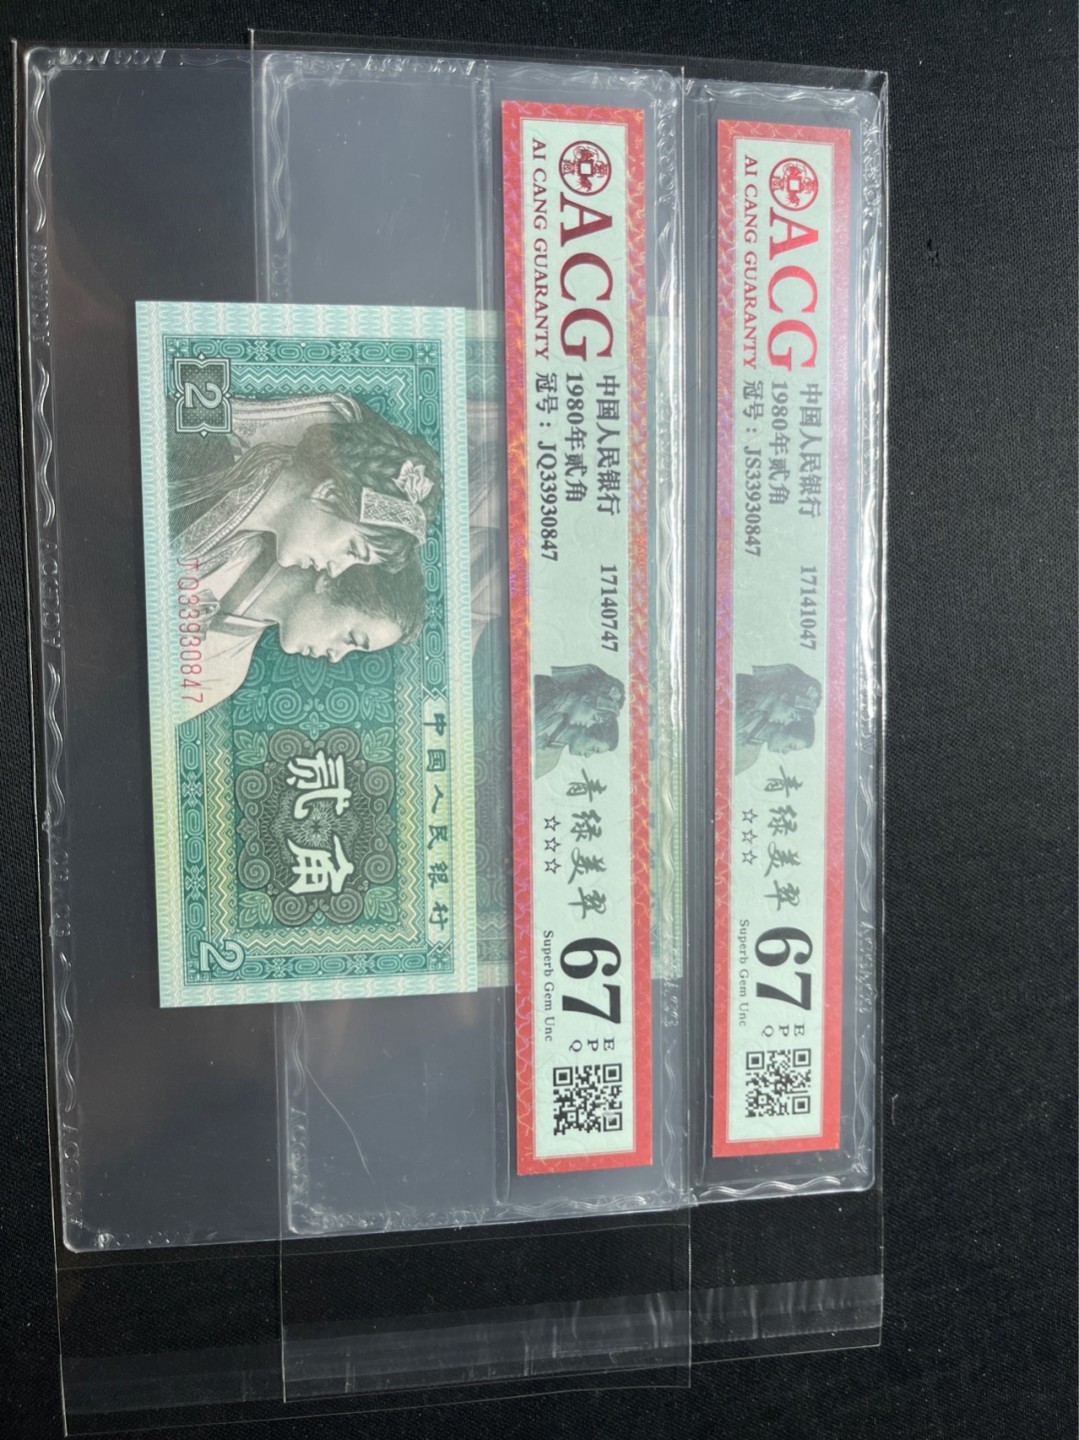 ACG
AI CANG GUARANTY
中国人民银行
1980年贰角
冠号：JS33930847
17141047
青绿美翠
☆☆☆
67
EPQ
Superb Gem Unc
ACG
AI CANG GUARANTY
中国人民银行
1980年贰角
冠号：JQ33930847
17140747
青绿美翠
☆☆☆
67
EPQ
Superb Gem Unc
中国人民银行
贰角
2
2
JQ33930847